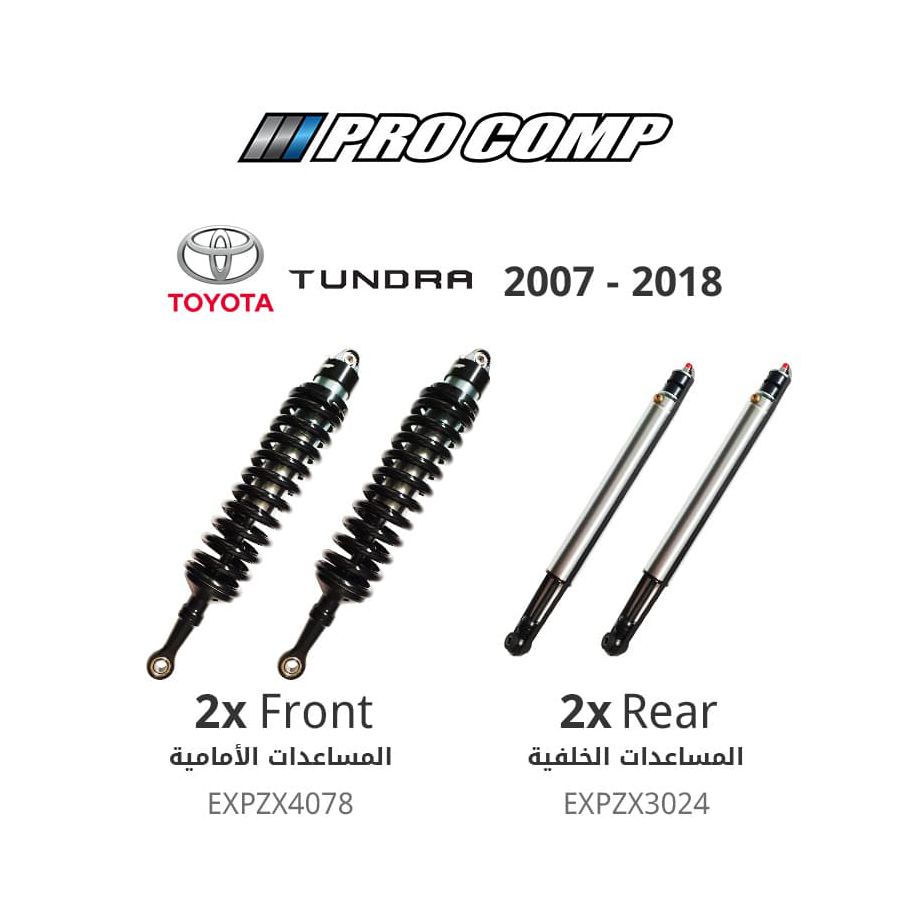 PRO COMP
TOYOTA TUNDRA 2007 - 2018
2x Front
المساعدات الأمامية
EXPZX4078
2x Rear
المساعدات الخلفية
EXPZX3024